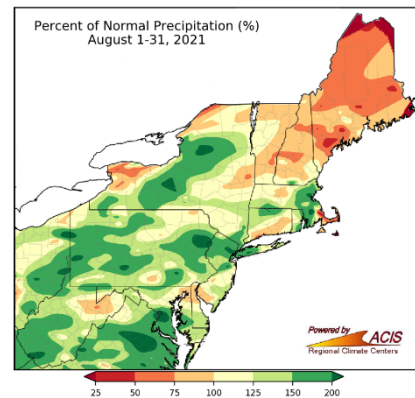 Percent of Normal Precipitation (%)
August 1-31, 2021
Powered by
ACIS
Regional Climate Centers
25 50 75 100 125 150 200